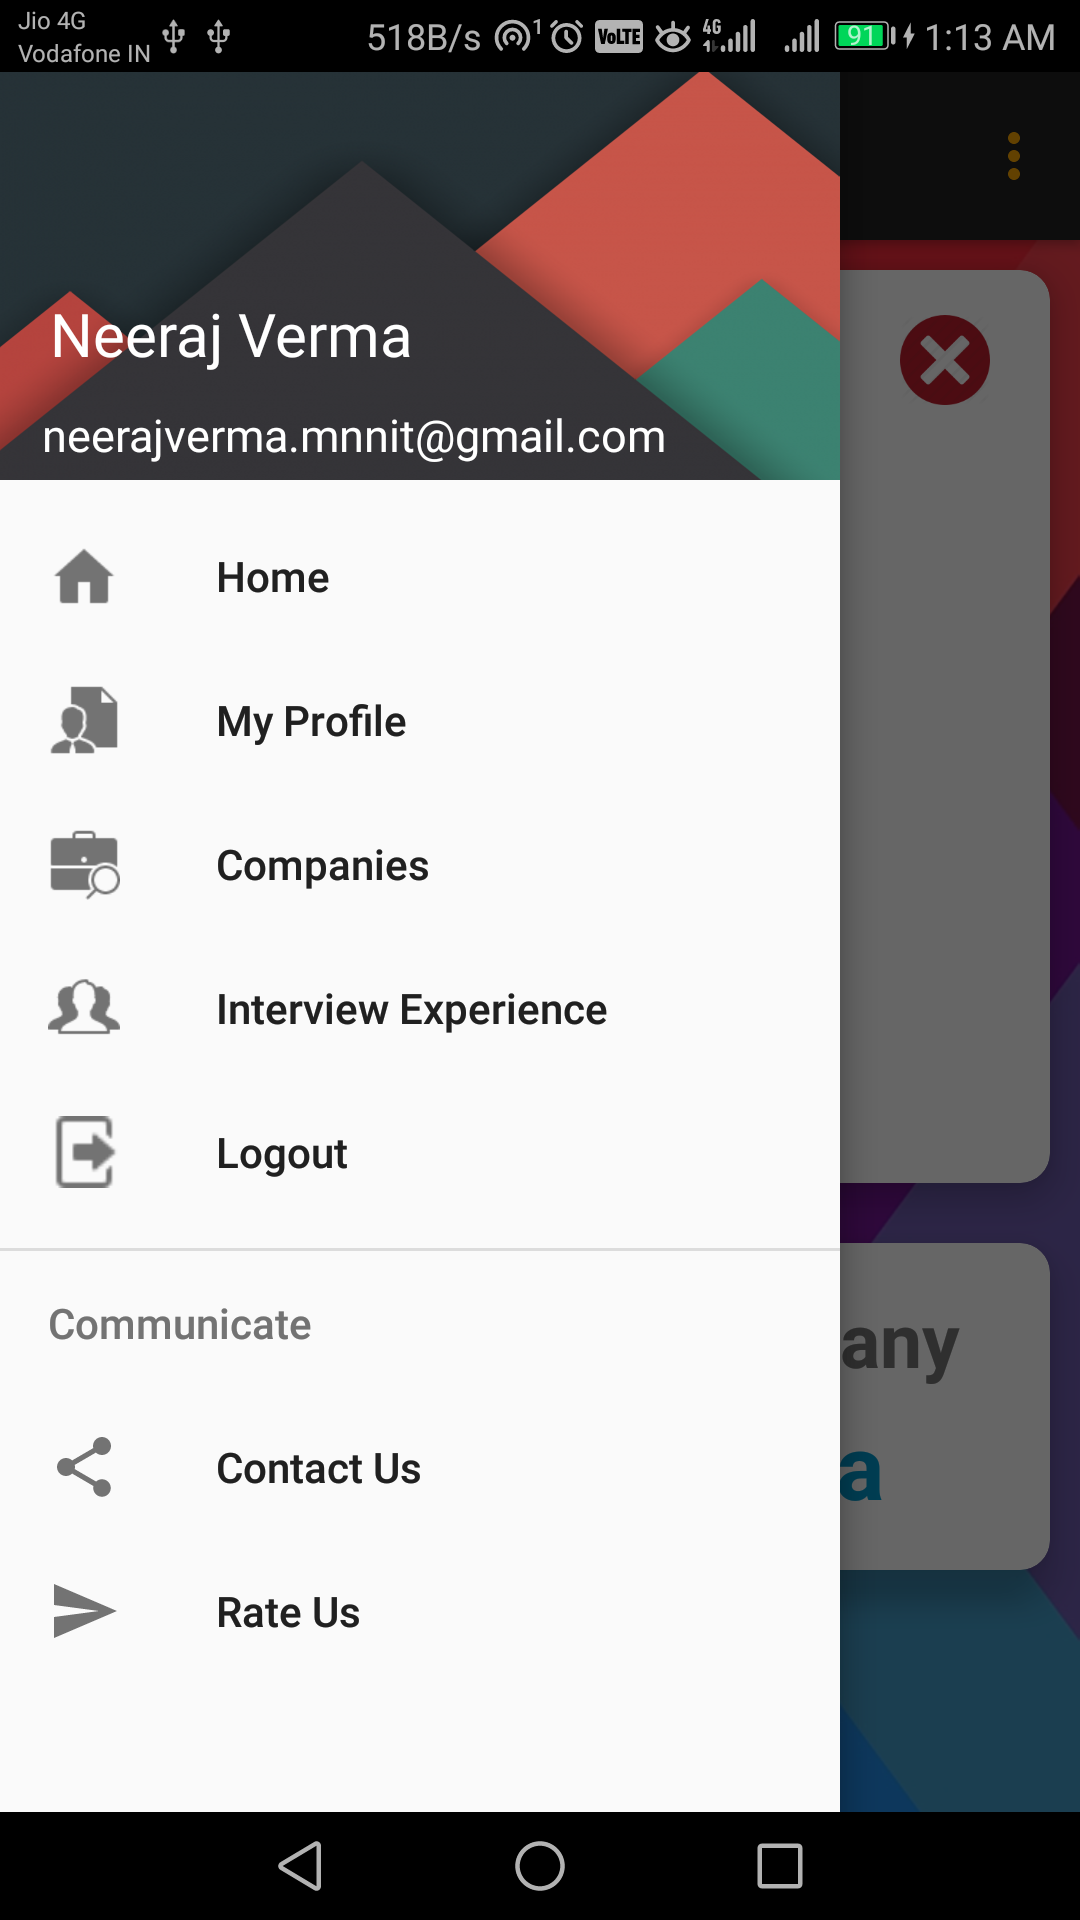 Jio 4G
Vodafone IN
518B/s 1 VoLTE 4G 91 1:13 AM
Neeraj Verma
neerajverma.mnnit@gmail.com
Home
My Profile
Companies
Interview Experience
Logout
Communicate
any
a
Contact Us
Rate Us